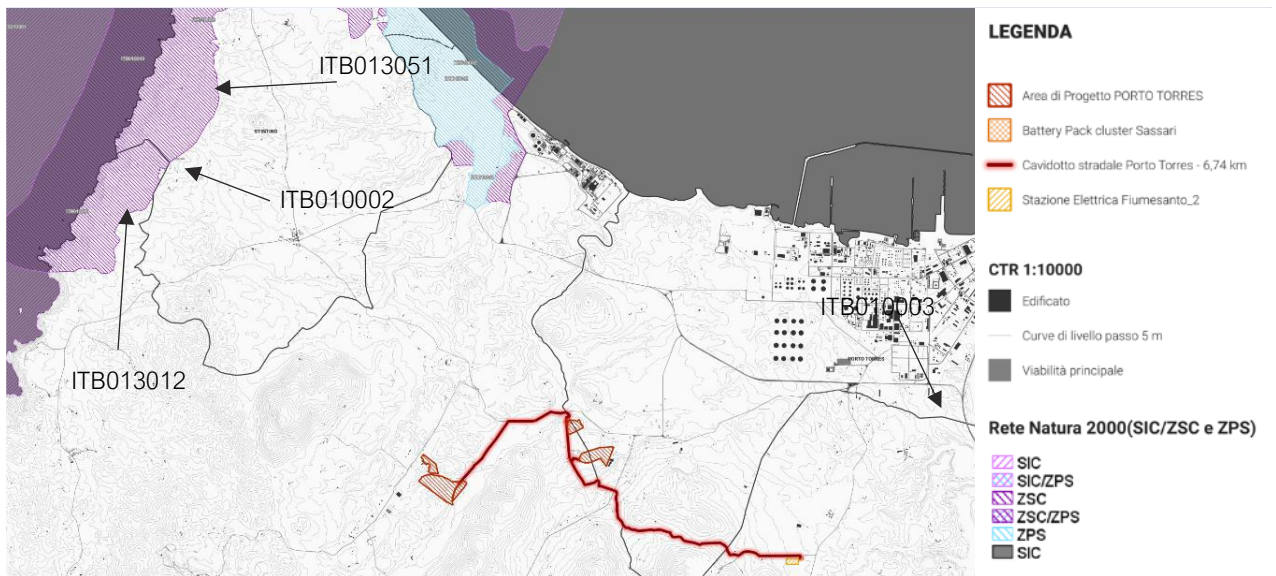 ITB013051
ITB010002
ITB013012
ITB010003
STINTINO
PORTO TORRES
LEGENDA
Area di Progetto PORTO TORRES
Battery Pack cluster Sassari
Cavidotto stradale Porto Torres - 6,74 km
Stazione Elettrica Fiumesanto_2
CTR 1:10000
Edificato
Curve di livello passo 5 m
Viabilità principale
Rete Natura 2000(SIC/ZSC e ZPS)
SIC
SIC/ZPS
ZSC
ZSC/ZPS
ZPS
SIC